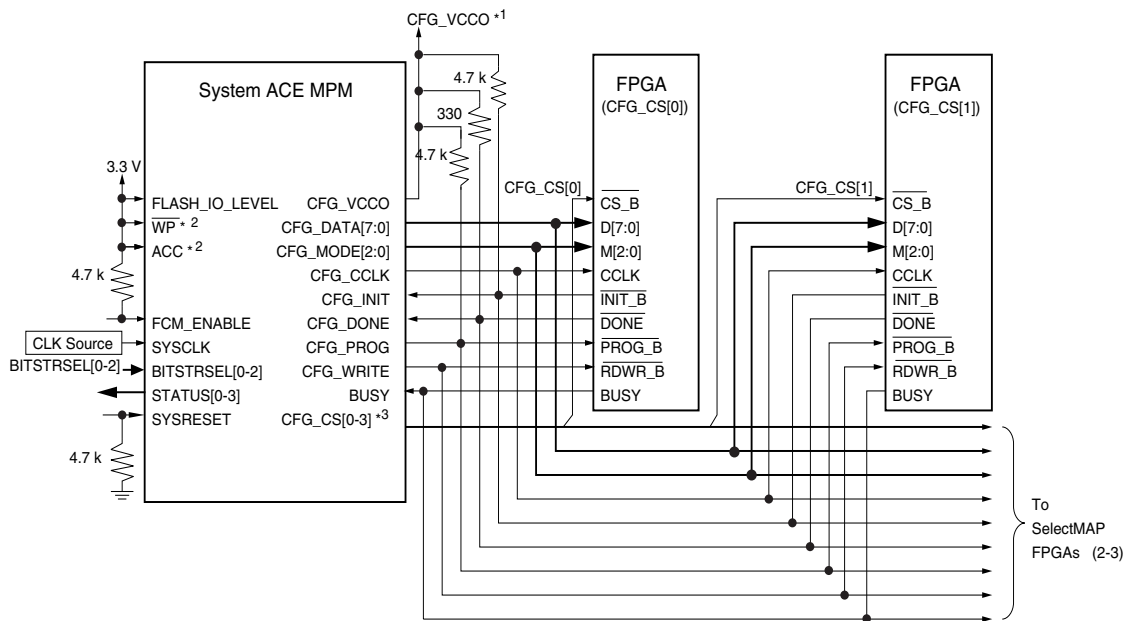 CFG_VCCO *1
System ACE MPM
4.7 k
330
4.7 k
FPGA
(CFG_CS[0])
FPGA
(CFG_CS[1])
3.3 V
FLASH_IO_LEVEL
WP *2
ACC *2
4.7 k
FCM_ENABLE
CLK Source
SYSCLK
BITSTRSEL[0-2]
BITSTRSEL[0-2]
STATUS[0-3]
SYSRESET
4.7 k
CFG_VCCO
CFG_DATA[7:0]
CFG_MODE[2:0]
CFG_CCLK
CFG_INIT
CFG_DONE
CFG_PROG
CFG_WRITE
BUSY
CFG_CS[0-3] *3
CFG_CS[0]
CS_B
D[7:0]
M[2:0]
CCLK
INIT_B
DONE
PROG_B
RDWR_B
BUSY
CFG_CS[1]
CS_B
D[7:0]
M[2:0]
CCLK
INIT_B
DONE
PROG_B
RDWR_B
BUSY
To
SelectMAP
FPGAs (2-3)